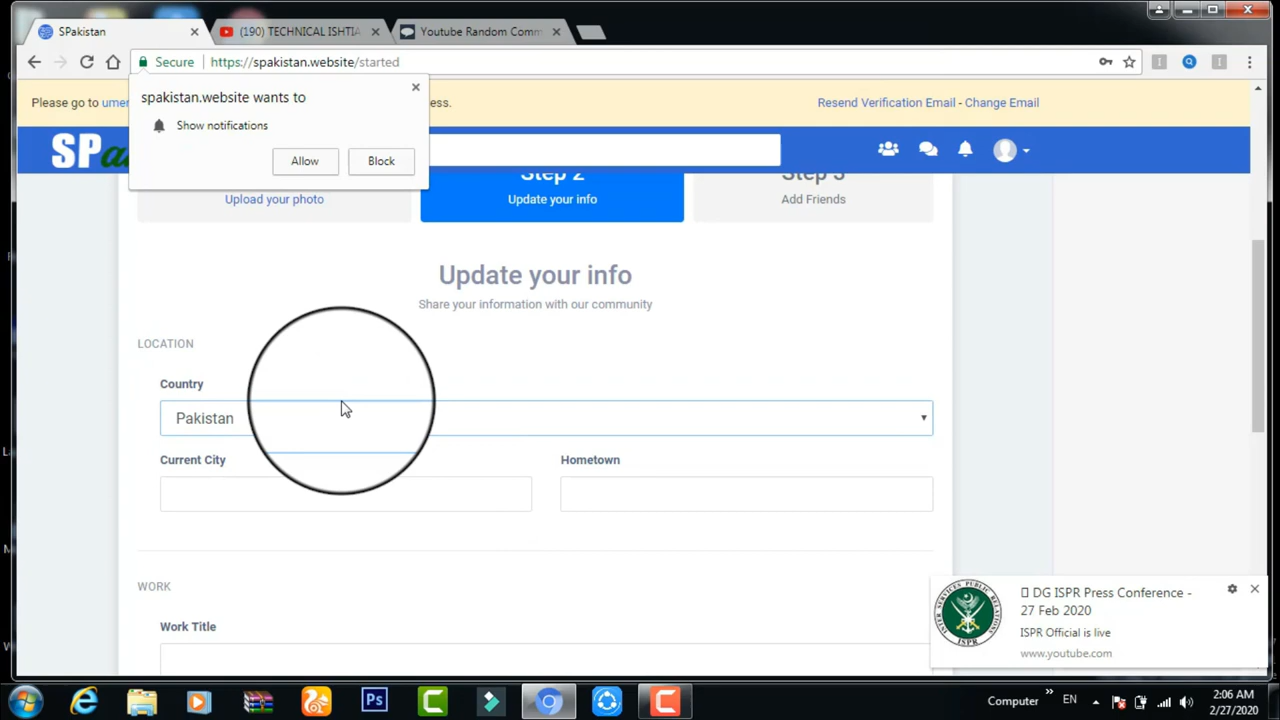 SPakistan
(190) TECHNICAL ISHTIA
Youtube Random Comm
Secure
https://spakistan.website/started
spakistan.website wants to
Show notifications
Allow
Block
Please go to umer
ess.
Resend Verification Email - Change Email
SPa
Step 2
Step 3
Upload your photo
Update your info
Add Friends
Update your info
Share your information with our community
LOCATION
Country
Pakistan
Current City
Hometown
WORK
Work Title
DG ISPR Press Conference -
27 Feb 2020
ISPR Official is live
www.youtube.com
Ps
Computer
EN
2:06 AM
2/27/2020